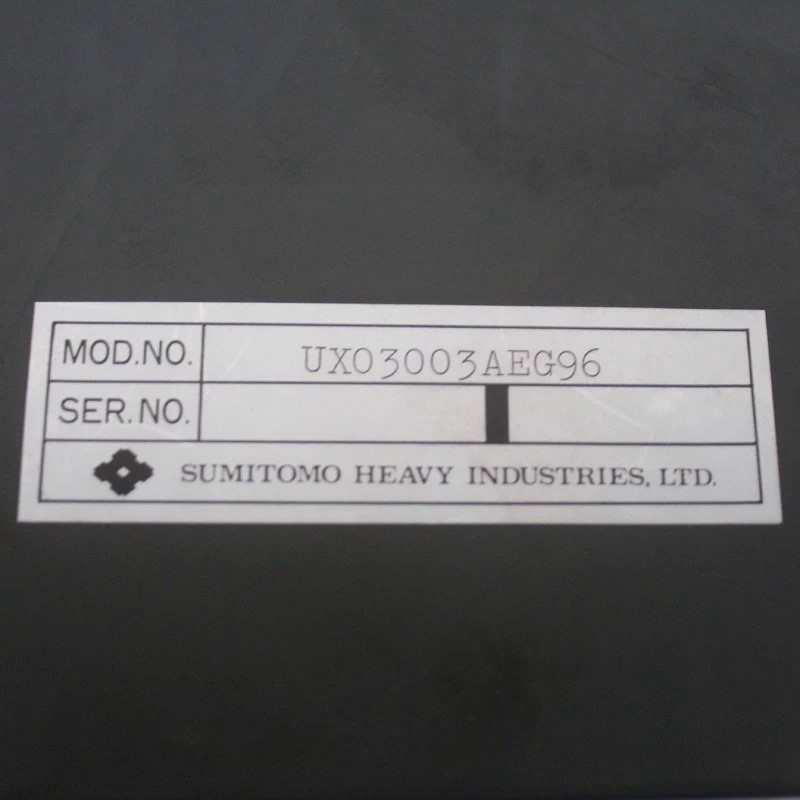 MOD.NO. UX03003AEG96
SER.NO.
SUMITOMO HEAVY INDUSTRIES, LTD.